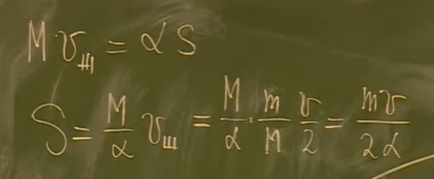 M v_ш = α S
S = M/α v_ш = M/α · m/M v/2 = mv/2α